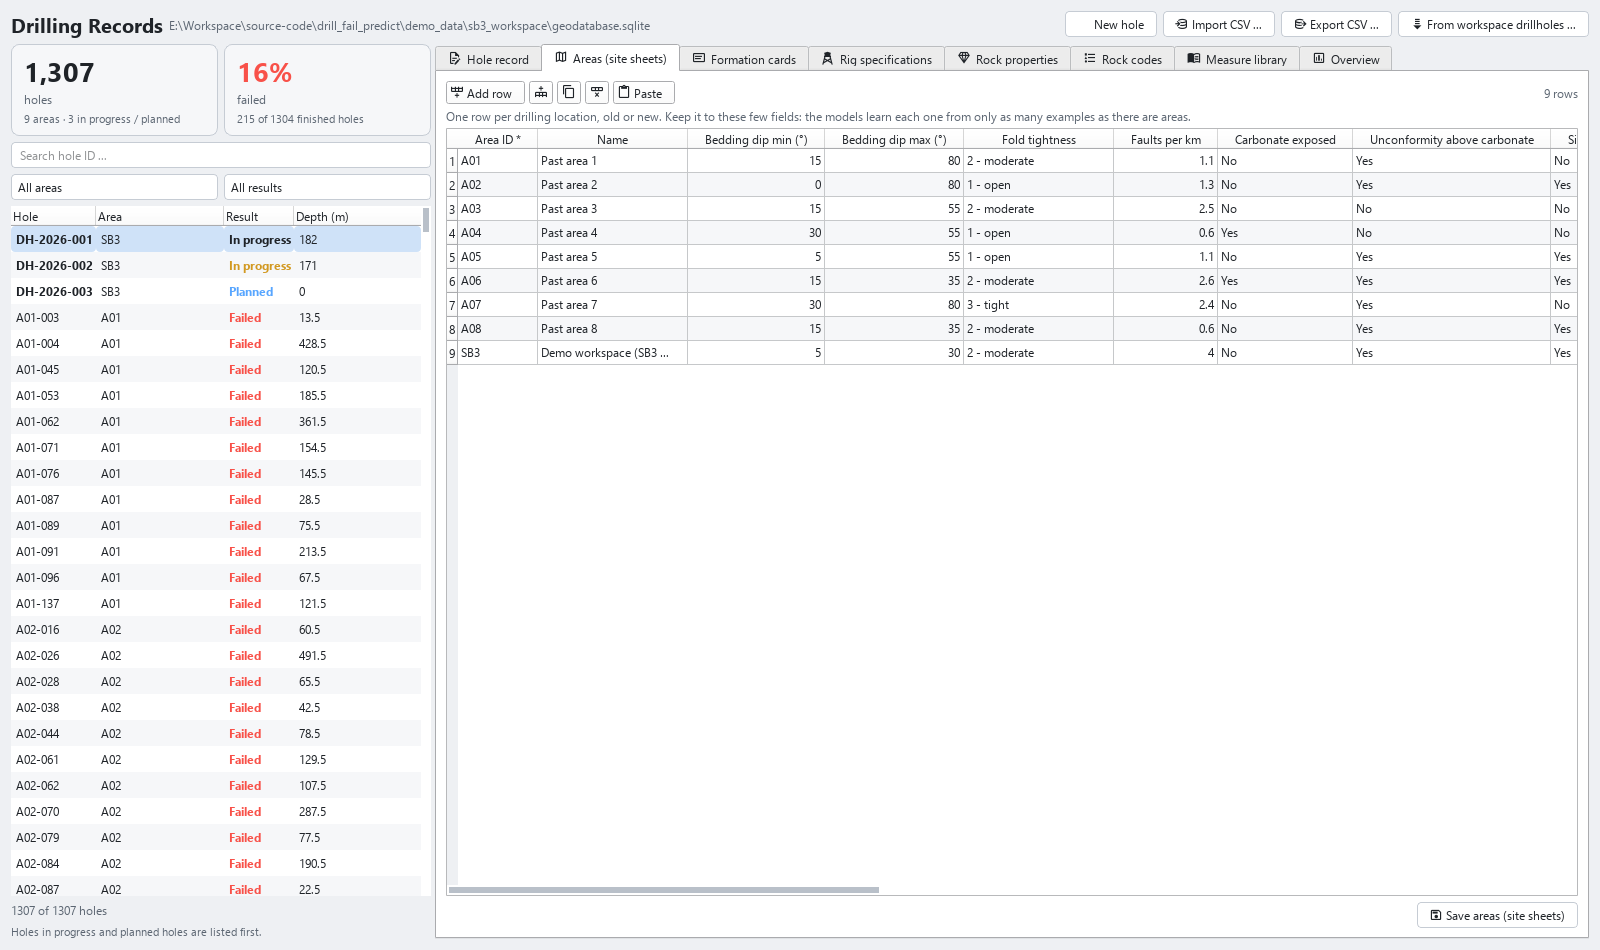 Drilling Records E:\Workspace\source-code\drill_fail_predict\demo_data\sb3_workspace\geodatabase.sqlite
New hole Import CSV ... Export CSV ... From workspace drillholes ...
1,307
holes
9 areas · 3 in progress / planned
16%
failed
215 of 1304 finished holes
Search hole ID ...
All areas All results
Hole Area Result Depth (m)
DH-2026-001 SB3 In progress 182
DH-2026-002 SB3 In progress 171
DH-2026-003 SB3 Planned 0
A01-003 A01 Failed 13.5
A01-004 A01 Failed 428.5
A01-045 A01 Failed 120.5
A01-053 A01 Failed 185.5
A01-062 A01 Failed 361.5
A01-071 A01 Failed 154.5
A01-076 A01 Failed 145.5
A01-087 A01 Failed 28.5
A01-089 A01 Failed 75.5
A01-091 A01 Failed 213.5
A01-096 A01 Failed 67.5
A01-137 A01 Failed 121.5
A02-016 A02 Failed 60.5
A02-026 A02 Failed 491.5
A02-028 A02 Failed 65.5
A02-038 A02 Failed 42.5
A02-044 A02 Failed 78.5
A02-061 A02 Failed 129.5
A02-062 A02 Failed 107.5
A02-070 A02 Failed 287.5
A02-079 A02 Failed 77.5
A02-084 A02 Failed 190.5
A02-087 A02 Failed 22.5
1307 of 1307 holes
Holes in progress and planned holes are listed first.
Hole record Areas (site sheets) Formation cards Rig specifications Rock properties Rock codes Measure library Overview
Add row Paste 9 rows
One row per drilling location, old or new. Keep it to these few fields: the models learn each one from only as many examples as there are areas.
Area ID * Name Bedding dip min (°) Bedding dip max (°) Fold tightness Faults per km Carbonate exposed Unconformity above carbonate Si
1 A01 Past area 1 15 80 2 - moderate 1.1 No Yes No
2 A02 Past area 2 0 80 1 - open 1.3 No Yes Yes
3 A03 Past area 3 15 55 2 - moderate 2.5 No No No
4 A04 Past area 4 30 55 1 - open 0.6 Yes No No
5 A05 Past area 5 5 55 1 - open 1.1 No Yes Yes
6 A06 Past area 6 15 35 2 - moderate 2.6 Yes Yes Yes
7 A07 Past area 7 30 80 3 - tight 2.4 No Yes No
8 A08 Past area 8 15 35 2 - moderate 0.6 No Yes Yes
9 SB3 Demo workspace (SB3 ... 5 30 2 - moderate 4 No Yes Yes
Save areas (site sheets)